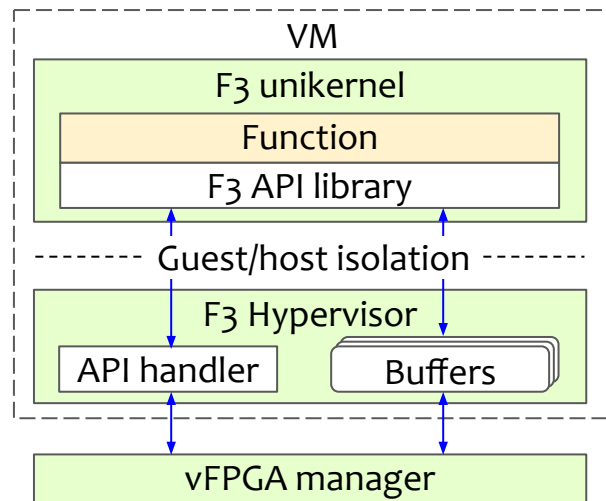 VM
F3 unikernel
Function
F3 API library
Guest/host isolation
F3 Hypervisor
API handler
Buffers
vFPGA manager